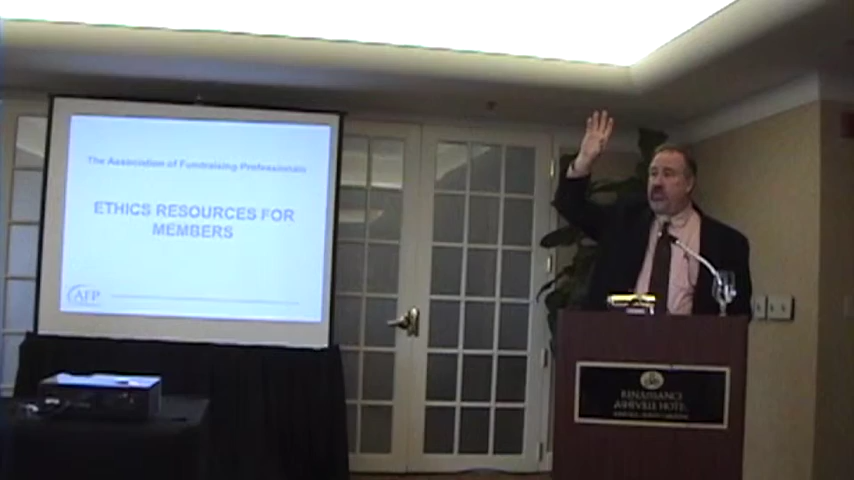 The Association of Fundraising Professionals
ETHICS RESOURCES FOR
MEMBERS
AFP
RENAISSANCE
ASHEVILLE HOTEL